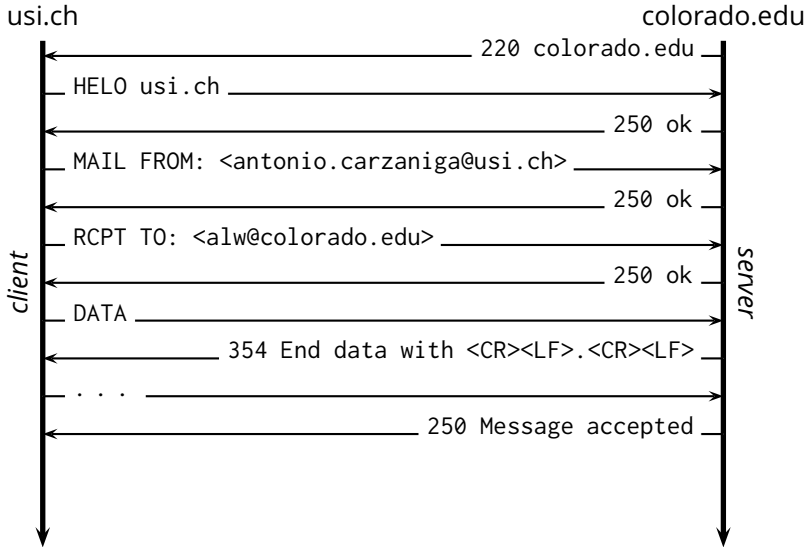 usi.ch colorado.edu
220 colorado.edu
HELO usi.ch
250 ok
MAIL FROM: <antonio.carzaniga@usi.ch>
250 ok
RCPT TO: <alw@colorado.edu>
250 ok
client
server
DATA
354 End data with <CR><LF>.<CR><LF>
. . .
250 Message accepted